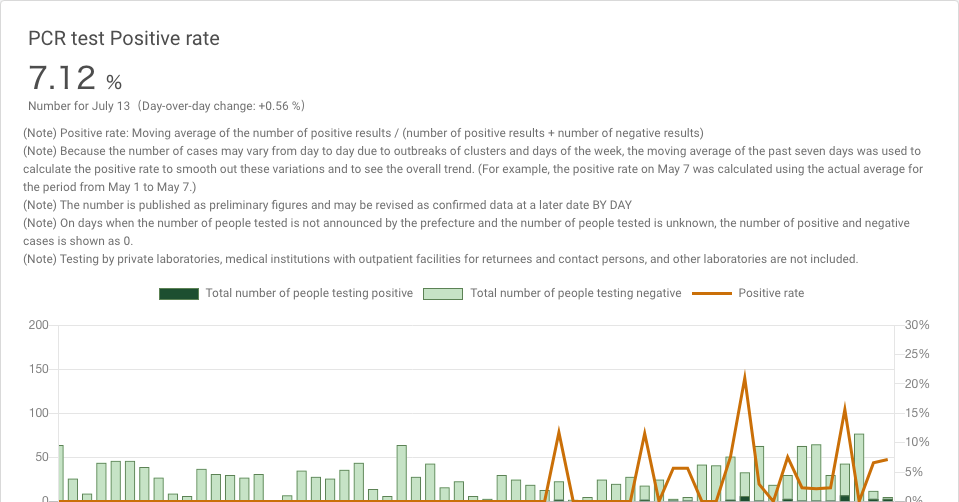 PCR test Positive rate
7.12 %
Number for July 13 (Day-over-day change: +0.56 %)
(Note) Positive rate: Moving average of the number of positive results / (number of positive results + number of negative results)
(Note) Because the number of cases may vary from day to day due to outbreaks of clusters and days of the week, the moving average of the past seven days was used to
calculate the positive rate to smooth out these variations and to see the overall trend. (For example, the positive rate on May 7 was calculated using the actual average for
the period from May 1 to May 7.)
(Note) The number is published as preliminary figures and may be revised as confirmed data at a later date BY DAY
(Note) On days when the number of people tested is not announced by the prefecture and the number of people tested is unknown, the number of positive and negative
cases is shown as 0.
(Note) Testing by private laboratories, medical institutions with outpatient facilities for returnees and contact persons, and other laboratories are not included.
Total number of people testing positive Total number of people testing negative Positive rate
200 30%
25%
150
20%
100 15%
10%
50
5%
0 0%